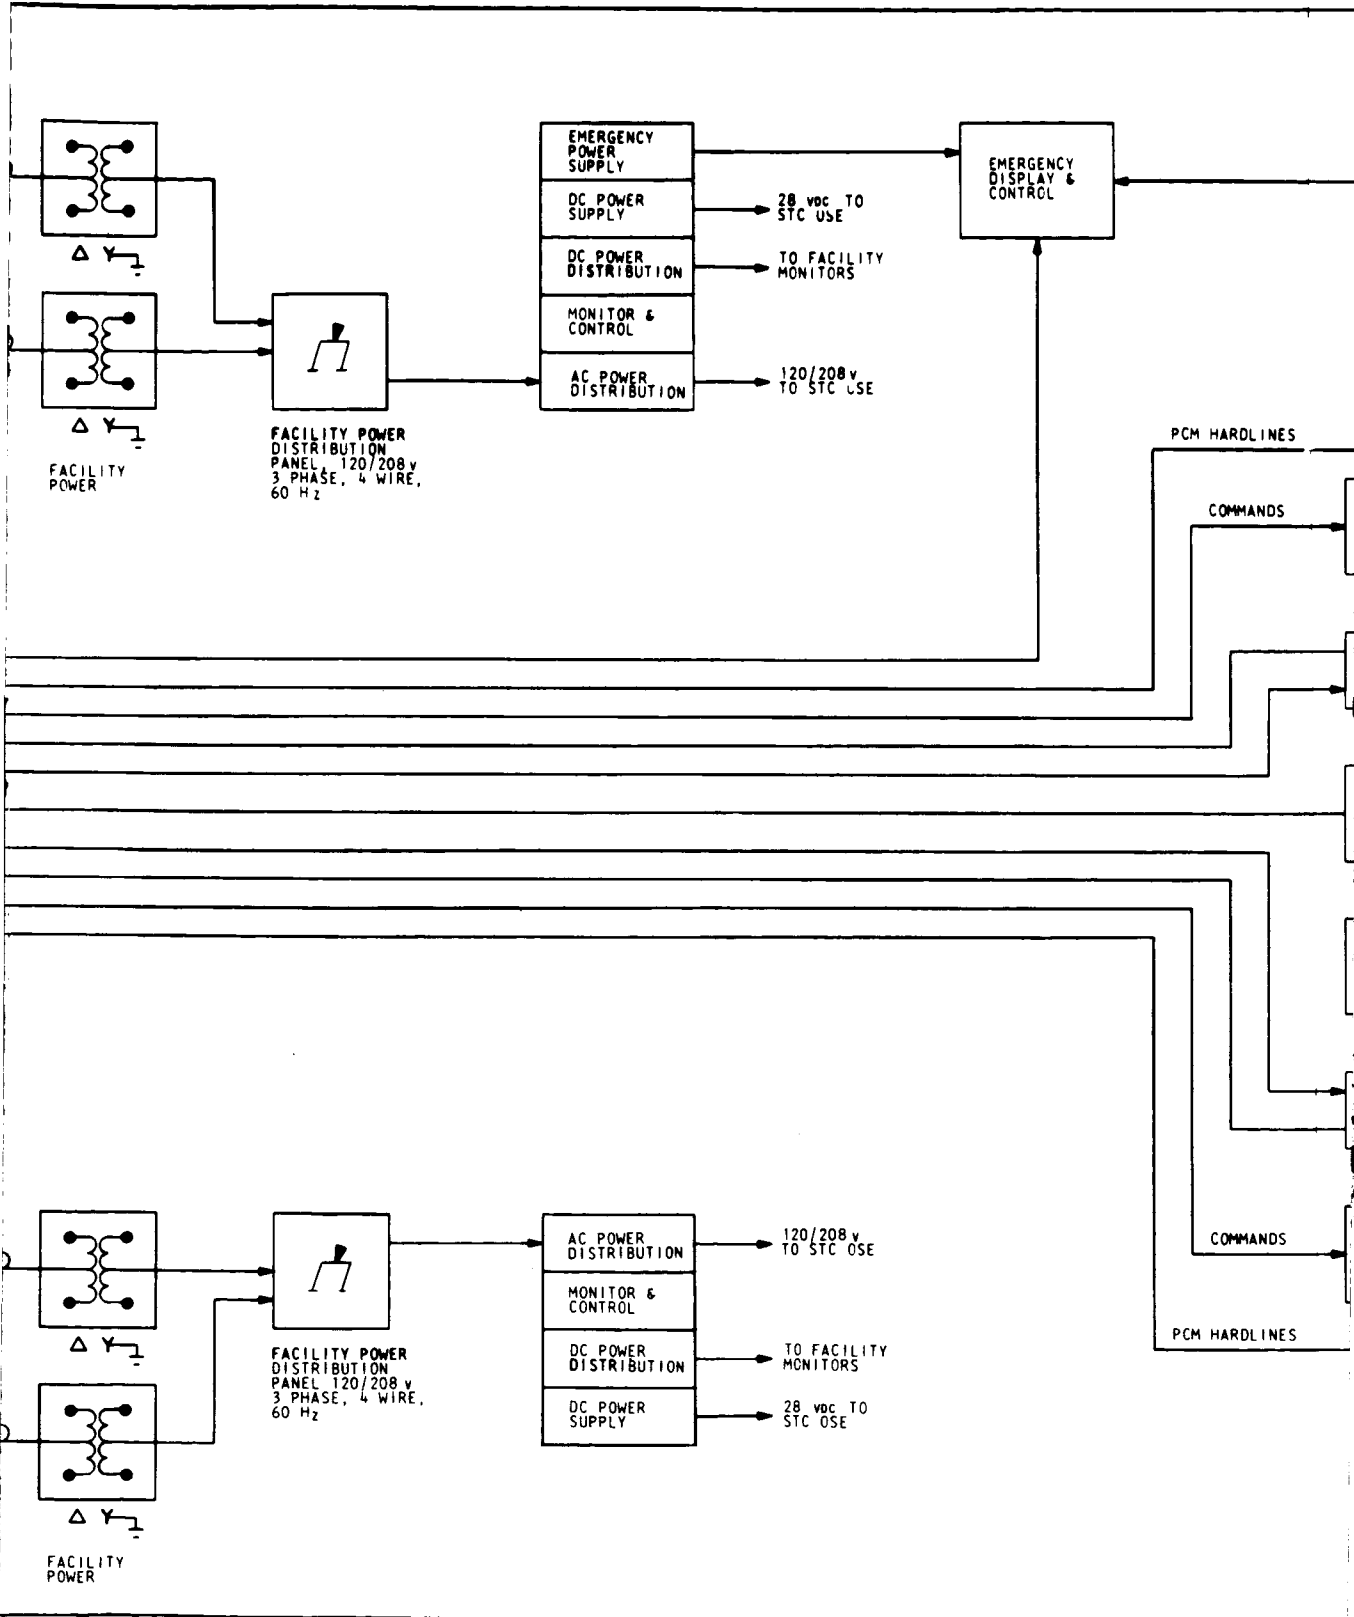 EMERGENCY
POWER
SUPPLY
DC POWER
SUPPLY
DC POWER
DISTRIBUTION
MONITOR &
CONTROL
AC POWER
DISTRIBUTION
28 VDC TO
STC OSE
TO FACILITY
MONITORS
120/208 V
TO STC OSE
EMERGENCY
DISPLAY &
CONTROL
Δ Y
Δ Y
FACILITY
POWER
FACILITY POWER
DISTRIBUTION
PANEL, 120/208 V
3 PHASE, 4 WIRE,
60 Hz
PCM HARDLINES
COMMANDS
AC POWER
DISTRIBUTION
MONITOR &
CONTROL
DC POWER
DISTRIBUTION
DC POWER
SUPPLY
120/208 V
TO STC OSE
TO FACILITY
MONITORS
28 VDC TO
STC OSE
COMMANDS
PCM HARDLINES
Δ Y
FACILITY POWER
DISTRIBUTION
PANEL 120/208 V
3 PHASE, 4 WIRE,
60 Hz
Δ Y
FACILITY
POWER